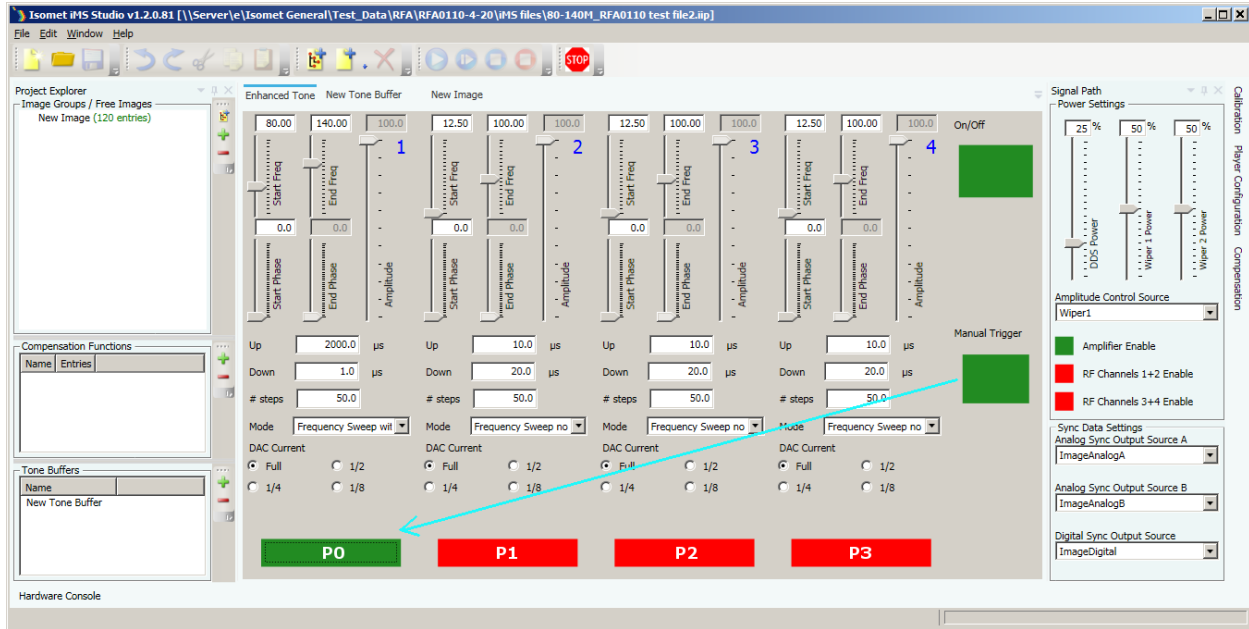 Isomet iMS Studio v1.2.0.81 [\\Server\e\Isomet General\Test_Data\RFA\RFA0110-4-20\iMS files\80-140M_RFA0110 test file2.iip]
File Edit Window Help
STOP
Project Explorer
Image Groups / Free Images
New Image (120 entries)
Compensation Functions
Name Entries
Tone Buffers
Name
New Tone Buffer
Hardware Console
Enhanced Tone New Tone Buffer New Image
80.00 140.00 100.0 12.50 100.00 100.0 12.50 100.00 100.0 12.50 100.00 100.0
1 2 3 4
Start Freq End Freq Start Freq End Freq Start Freq End Freq Start Freq End Freq
0.0 0.0 0.0 0.0 0.0 0.0 0.0 0.0
Start Phase End Phase Amplitude Start Phase End Phase Amplitude Start Phase End Phase Amplitude Start Phase End Phase Amplitude
Up 2000.0 µs Up 10.0 µs Up 10.0 µs Up 10.0 µs
Down 1.0 µs Down 20.0 µs Down 20.0 µs Down 20.0 µs
# steps 50.0 # steps 50.0 # steps 50.0 # steps 50.0
Mode Frequency Sweep wit Mode Frequency Sweep no Mode Frequency Sweep no Mode Frequency Sweep no
DAC Current DAC Current DAC Current DAC Current
Full 1/2 Full 1/2 Full 1/2 Full 1/2
1/4 1/8 1/4 1/8 1/4 1/8 1/4 1/8
P0 P1 P2 P3
On/Off
Manual Trigger
Signal Path
Power Settings
25 % 50 % 50 %
DDS Power Wiper 1 Power Wiper 2 Power
Amplitude Control Source
Wiper1
Amplifier Enable
RF Channels 1+2 Enable
RF Channels 3+4 Enable
Sync Data Settings
Analog Sync Output Source A
ImageAnalogA
Analog Sync Output Source B
ImageAnalogB
Digital Sync Output Source
ImageDigital
Calibration Player Configuration Compensation